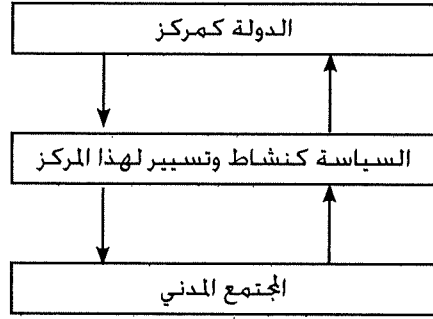 الدولة كمركز
السياسة كنشاط وتسيير لهذا المركز
المجتمع المدني